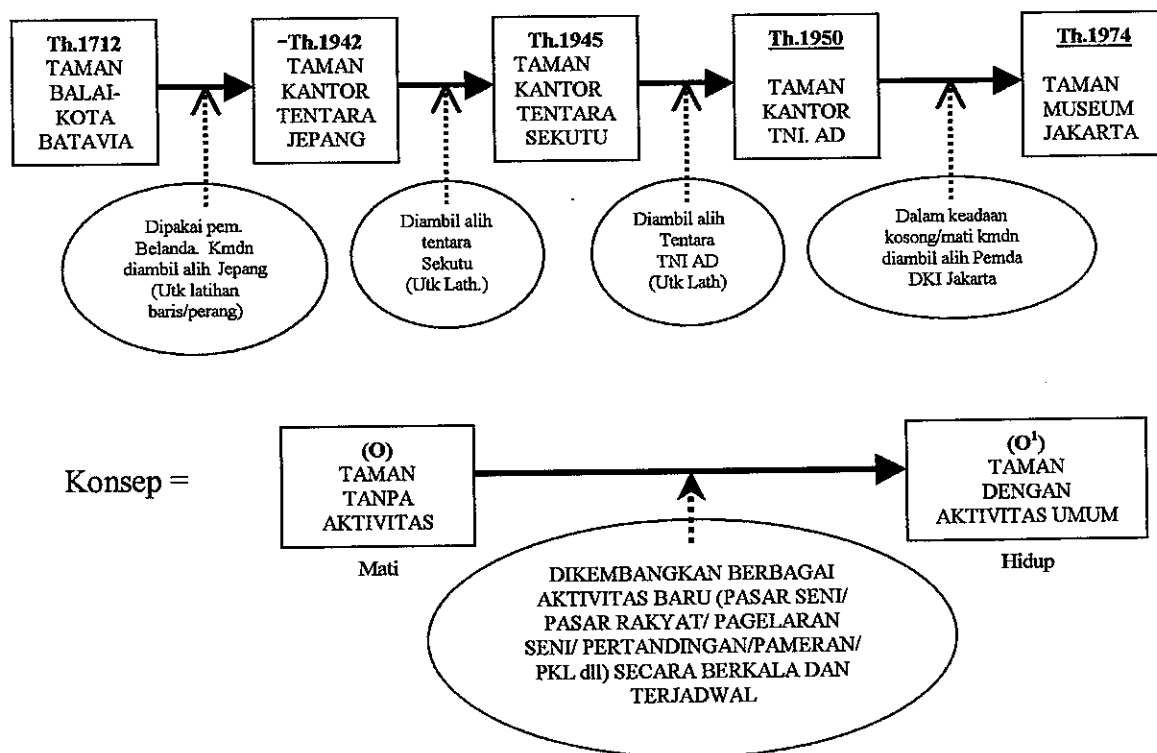 Th.1712
TAMAN
BALAI-
KOTA
BATAVIA
-Th.1942
TAMAN
KANTOR
TENTARA
JEPANG
Th.1945
TAMAN
KANTOR
TENTARA
SEKUTU
Th.1950
TAMAN
KANTOR
TNI. AD
Th.1974
TAMAN
MUSEUM
JAKARTA
Dipakai pem.
Belanda. Kmdn
diambil alih Jepang
(Utk latihan
baris/perang)
Diambil alih
tentara
Sekutu
(Utk Lath.)
Diambil alih
Tentara
TNI AD
(Utk Lath)
Dalam keadaan
kosong/mati kmdn
diambil alih Pemda
DKI Jakarta
Konsep =
(O)
TAMAN
TANPA
AKTIVITAS
Mati
(O¹)
TAMAN
DENGAN
AKTIVITAS UMUM
Hidup
DIKEMBANGKAN BERBAGAI
AKTIVITAS BARU (PASAR SENI/
PASAR RAKYAT/ PAGELARAN
SENI/ PERTANDINGAN/PAMERAN/
PKL dll) SECARA BERKALA DAN
TERJADWAL